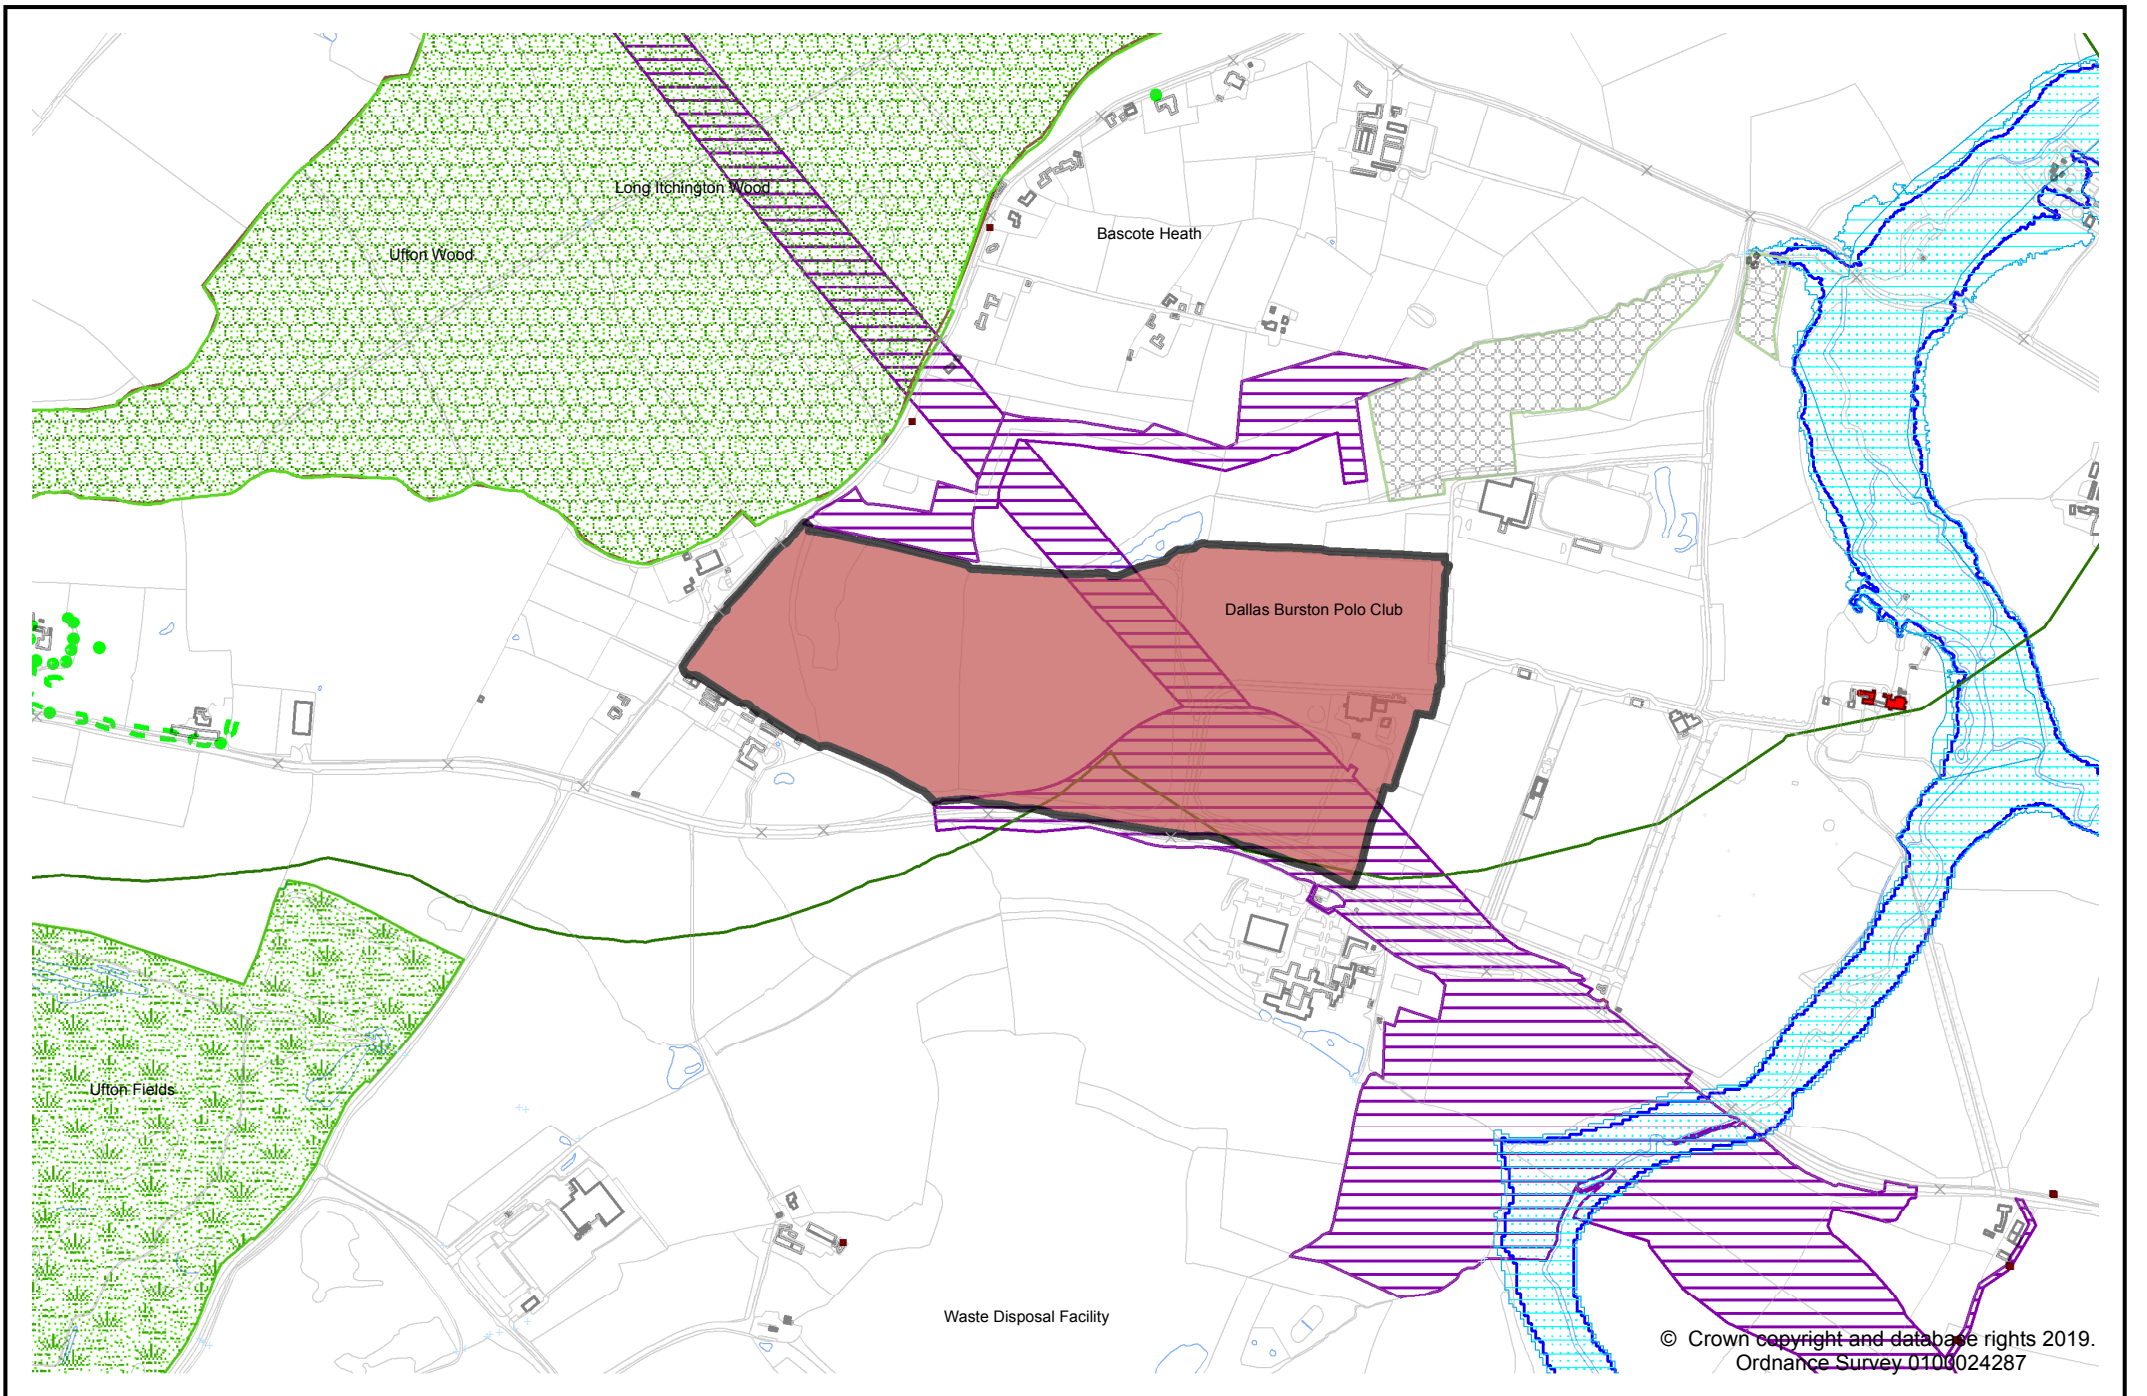 Long Itchington Wood
Bascote Heath
Ufton Wood
Dallas Burston Polo Club
Ufton Fields
Waste Disposal Facility
© Crown copyright and database rights 2019.
Ordnance Survey 0100024287